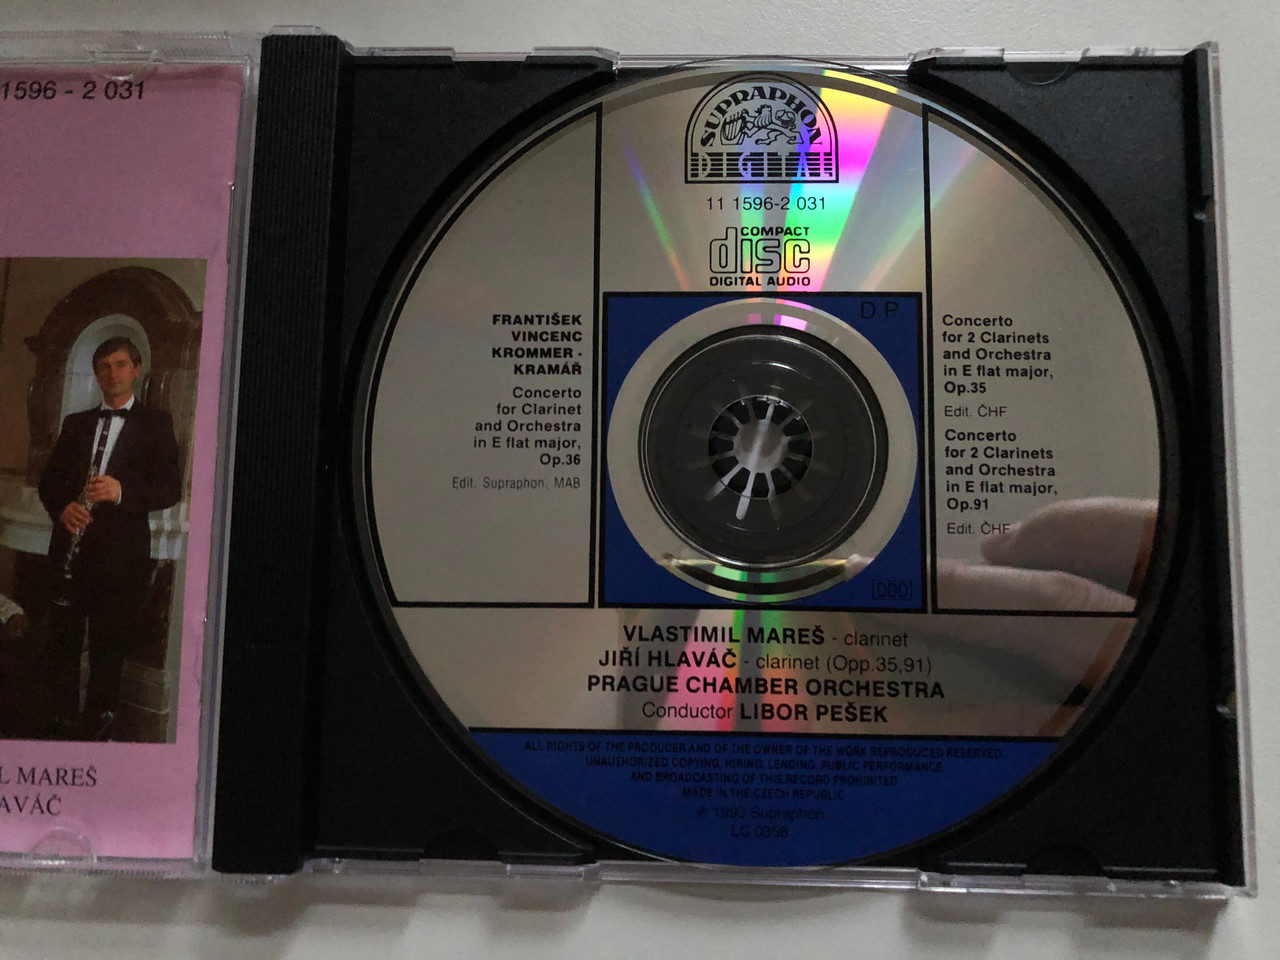 1596 - 2 031
L MAREŠ
AVÁČ
SUPRAPHON
DIGITAL
11 1596-2 031
COMPACT
disc
DIGITAL AUDIO
D.P.
FRANTIŠEK
VINCENC
KROMMER -
KRAMÁŘ
Concerto
for Clarinet
and Orchestra
in E flat major,
Op.36
Edit. Supraphon, MAB
Concerto
for 2 Clarinets
and Orchestra
in E flat major,
Op.35
Edit. ČHF
Concerto
for 2 Clarinets
and Orchestra
in E flat major,
Op.91
Edit. ČHF
DDD
VLASTIMIL MAREŠ - clarinet
JIŘÍ HLAVÁČ - clarinet (Opp.35,91)
PRAGUE CHAMBER ORCHESTRA
Conductor LIBOR PEŠEK
ALL RIGHTS OF THE PRODUCER AND OF THE OWNER OF THE WORK REPRODUCED RESERVED.
UNAUTHORIZED COPYING, HIRING, LENDING, PUBLIC PERFORMANCE
AND BROADCASTING OF THIS RECORD PROHIBITED
MADE IN THE CZECH REPUBLIC
℗ 1993 Supraphon
LC 0358